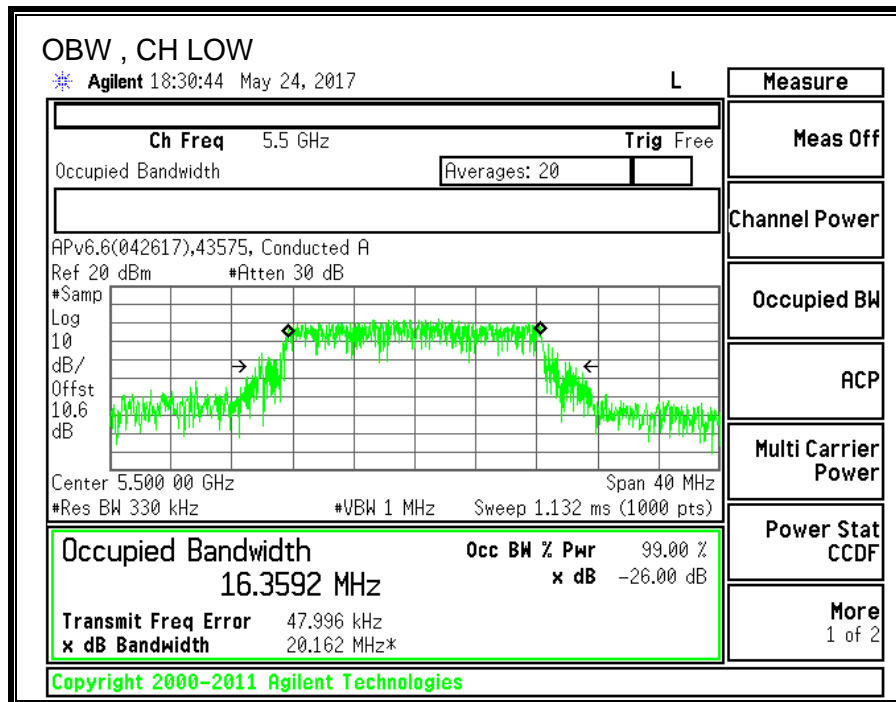 OBW , CH LOW
Agilent 18:30:44 May 24, 2017 L
Measure
Ch Freq 5.5 GHz Trig Free
Occupied Bandwidth Averages: 20
APv6.6(042617),43575, Conducted A
Ref 20 dBm #Atten 30 dB
#Samp
Log
10
dB/
Offst
10.6
dB
Center 5.500 00 GHz Span 40 MHz
#Res BW 330 kHz #VBW 1 MHz Sweep 1.132 ms (1000 pts)
Occupied Bandwidth Occ BW % Pwr 99.00 %
16.3592 MHz x dB -26.00 dB
Transmit Freq Error 47.996 kHz
x dB Bandwidth 20.162 MHz*
Copyright 2000-2011 Agilent Technologies
Meas Off
Channel Power
Occupied BW
ACP
Multi Carrier
Power
Power Stat
CCDF
More
1 of 2